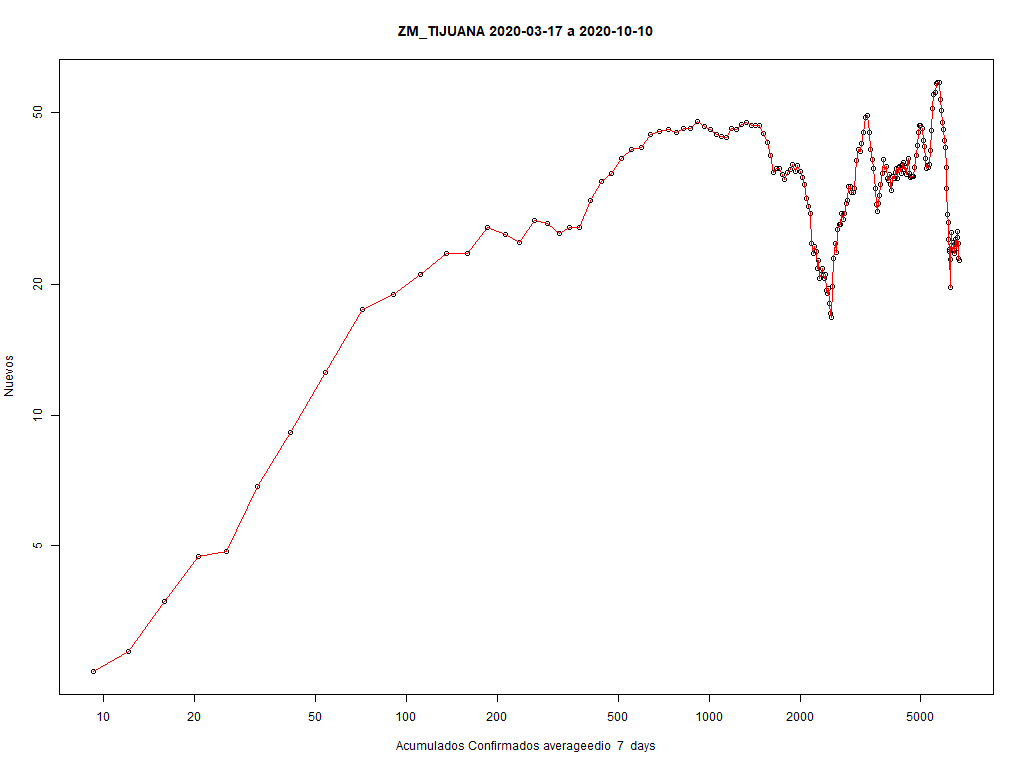 ZM_TIJUANA 2020-03-17 a 2020-10-10
50
20
10
5
Nuevos
10 20 50 100 200 500 1000 2000 5000
Acumulados Confirmados averageedio 7 days